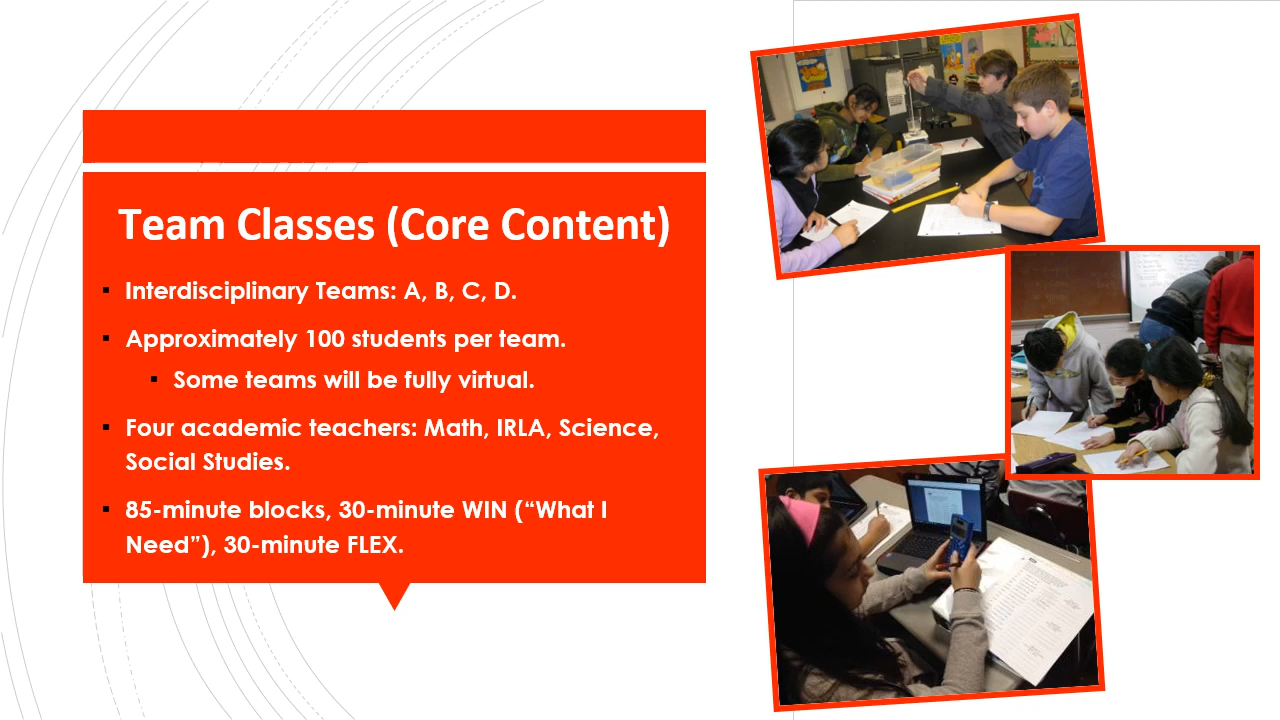 Team Classes (Core Content)
▪ Interdisciplinary Teams: A, B, C, D.
▪ Approximately 100 students per team.
▪ Some teams will be fully virtual.
▪ Four academic teachers: Math, IRLA, Science,
Social Studies.
▪ 85-minute blocks, 30-minute WIN (“What I
Need”), 30-minute FLEX.